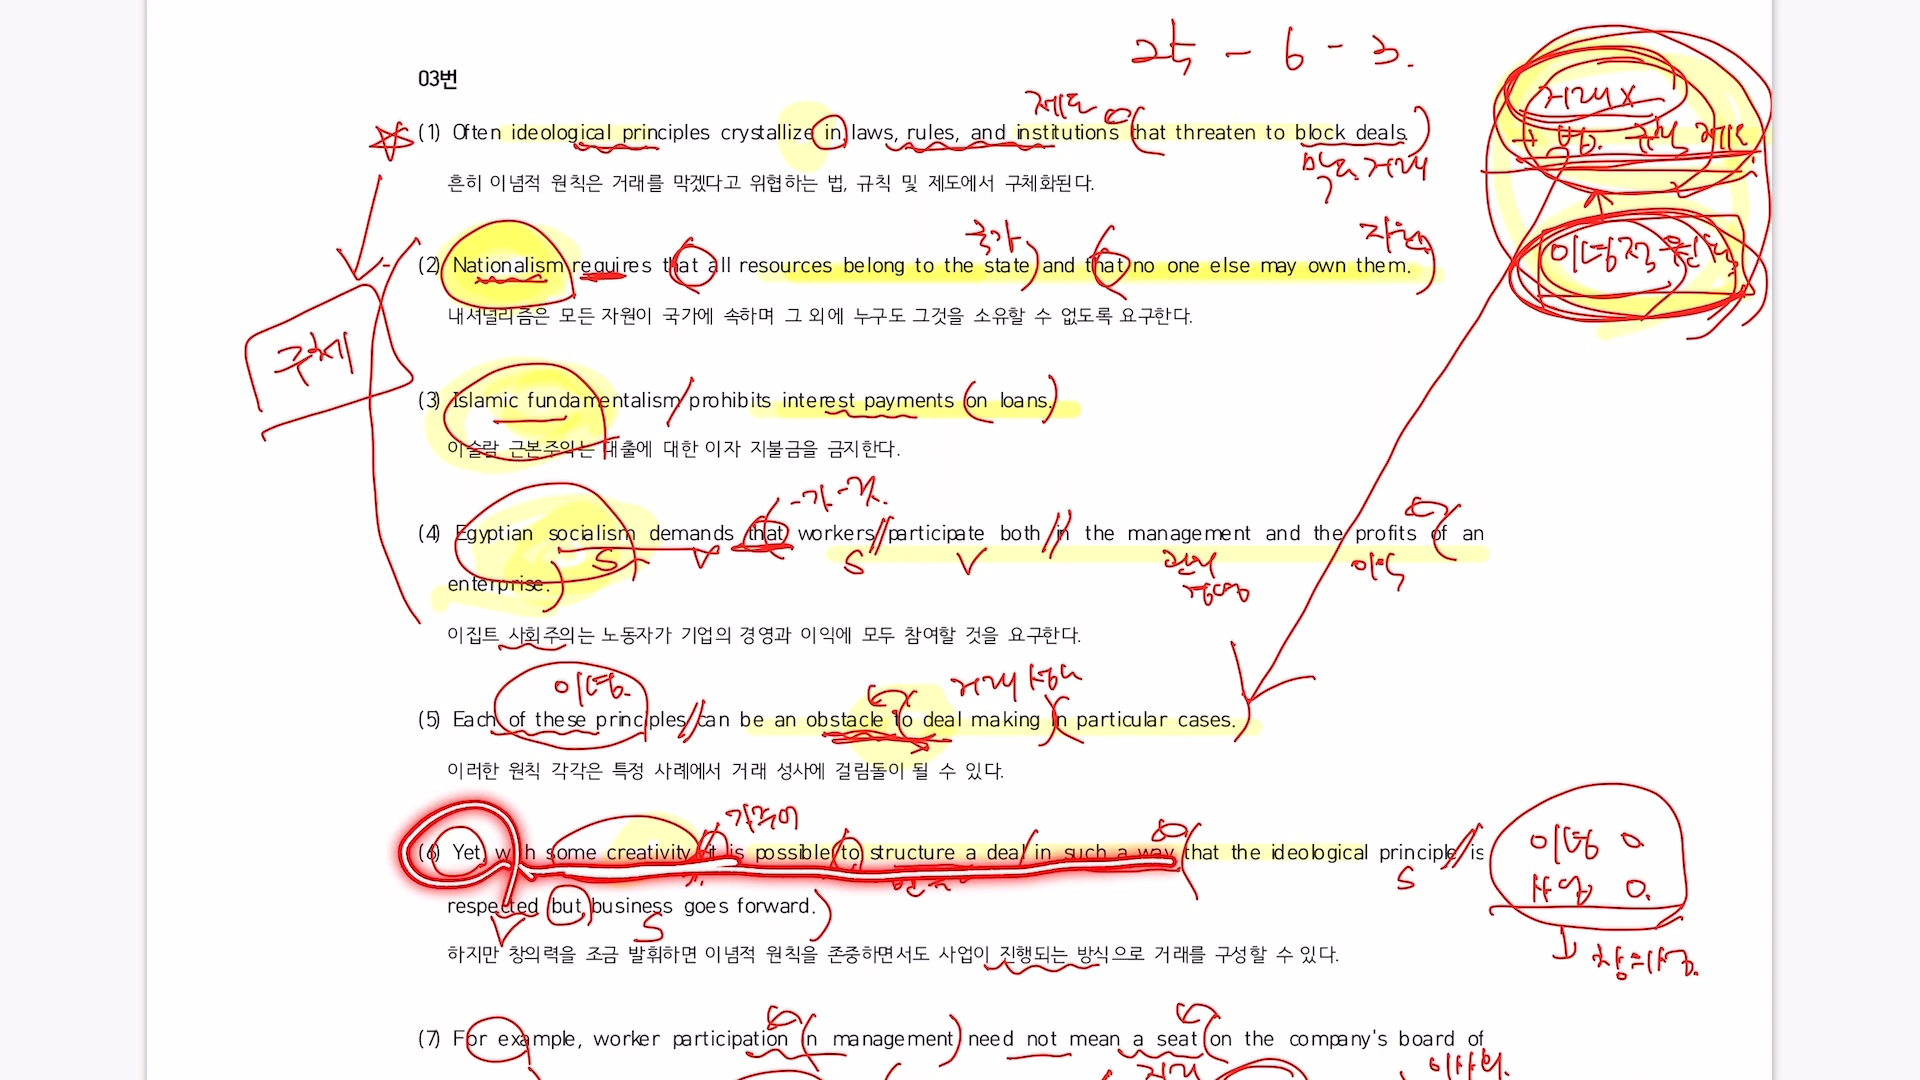 25 - 6 - 3.
03번
거래 X
→ 법. 규칙 제도
제도
(1) Often ideological principles crystallize in laws, rules, and institutions that threaten to block deals.
막다. 거래
흔히 이념적 원칙은 거래를 막겠다고 위협하는 법, 규칙 및 제도에서 구체화된다.
국가
이념적 원칙
(2) Nationalism requires that all resources belong to the state and that no one else may own them.
내셔널리즘은 모든 자원이 국가에 속하며 그 외에 누구도 그것을 소유할 수 없도록 요구한다.
구체
(3) Islamic fundamentalism prohibits interest payments on loans.
이슬람 근본주의는 대출에 대한 이자 지불금을 금지한다.
-가 -것.
(4) Egyptian socialism demands that workers participate both in the management and the profits of an
S V S V 관리 이익
경영
enterprise.
이집트 사회주의는 노동자가 기업의 경영과 이익에 모두 참여할 것을 요구한다.
이념. 거래 성사
(5) Each of these principles can be an obstacle to deal making in particular cases.
이러한 원칙 각각은 특정 사례에서 거래 성사에 걸림돌이 될 수 있다.
가주어
이념 O.
(6) Yet, with some creativity, it is possible to structure a deal in such a way that the ideological principle is
S
사업 O.
respected but business goes forward.
V S
하지만 창의력을 조금 발휘하면 이념적 원칙을 존중하면서도 사업이 진행되는 방식으로 거래를 구성할 수 있다.
(7) For example, worker participation in management need not mean a seat on the company's board of
자리 이사회.